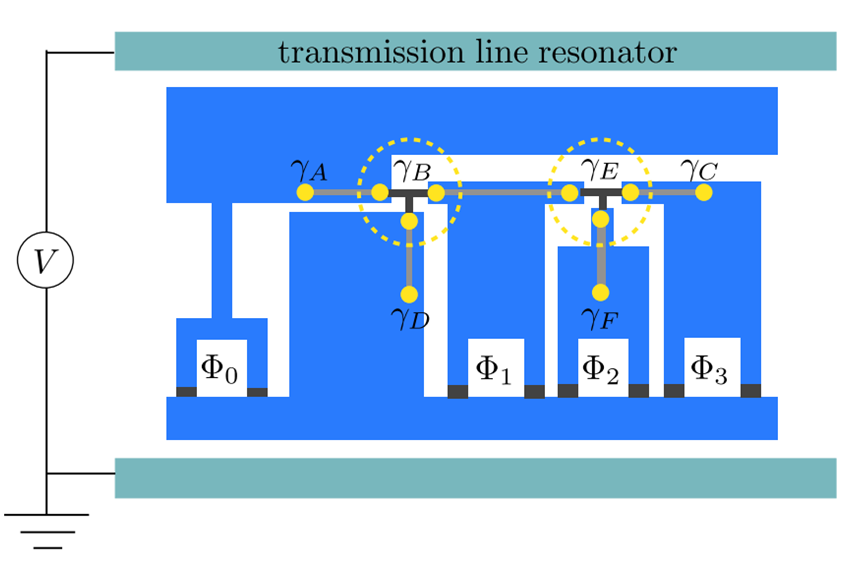 transmission line resonator
γA γB γE γC
V
γD γF
Φ0 Φ1 Φ2 Φ3